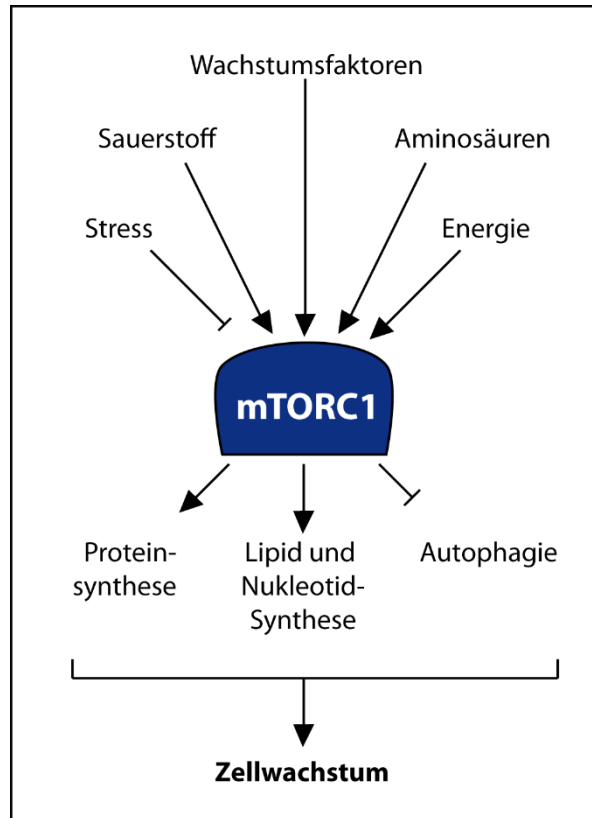 Wachstumsfaktoren
Sauerstoff
Aminosäuren
Stress
Energie
mTORC1
Protein-
synthese
Lipid und
Nukleotid-
Synthese
Autophagie
Zellwachstum